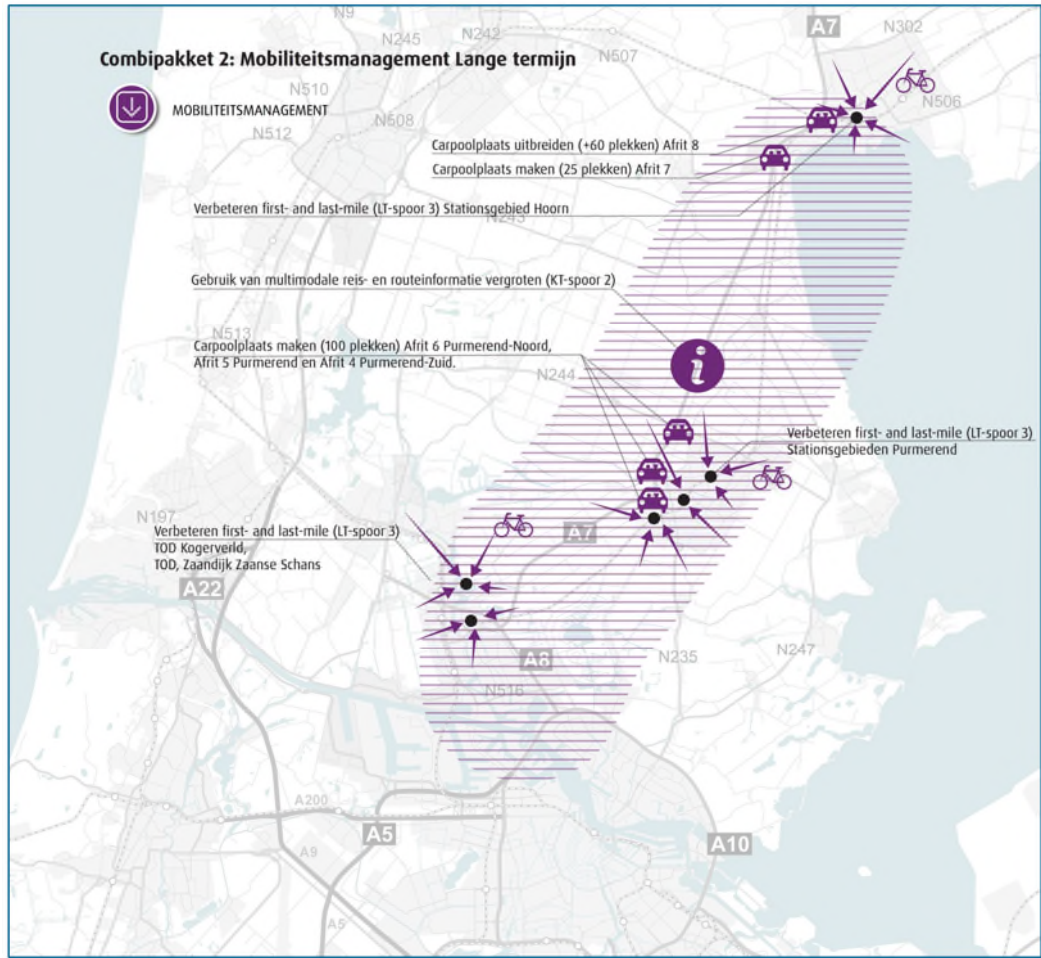 A7
N302
N9
N245
N242
N507
Combipakket 2: Mobiliteitsmanagement Lange termijn
N510
MOBILITEITSMANAGEMENT
N506
N508
N512
Carpoolplaats uitbreiden (+60 plekken) Afrit 8
Carpoolplaats maken (25 plekken) Afrit 7
Verbeteren first- and last-mile (LT-spoor 3) Stationsgebied Hoorn
N243
Gebruik van multimodale reis- en routeinformatie vergroten (KT-spoor 2)
N513
Carpoolplaats maken (100 plekken) Afrit 6 Purmerend-Noord,
Afrit 5 Purmerend en Afrit 4 Purmerend-Zuid.
i
N244
Verbeteren first- and last-mile (LT-spoor 3)
Stationsgebieden Purmerend
N197
Verbeteren first- and last-mile (LT-spoor 3)
TOD Kogerverld,
TOD, Zaandijk Zaanse Schans
A7
A22
N247
N235
A8
N516
A200
A5
A10
A9
A5